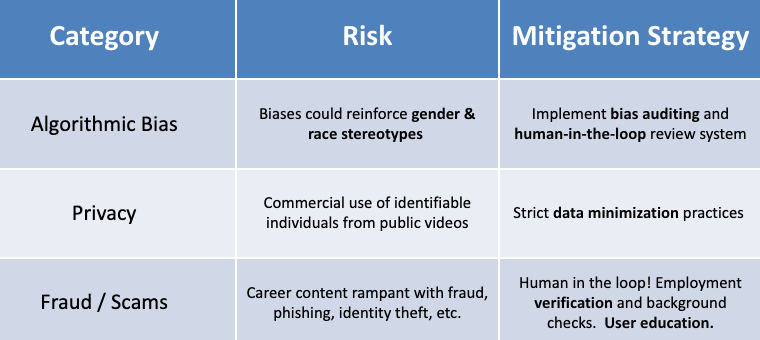 Category
Risk
Mitigation Strategy
Algorithmic Bias
Biases could reinforce gender &
race stereotypes
Implement bias auditing and
human-in-the-loop review system
Privacy
Commercial use of identifiable
individuals from public videos
Strict data minimization practices
Fraud / Scams
Career content rampant with fraud,
phishing, identity theft, etc.
Human in the loop! Employment
verification and background
checks.  User education.